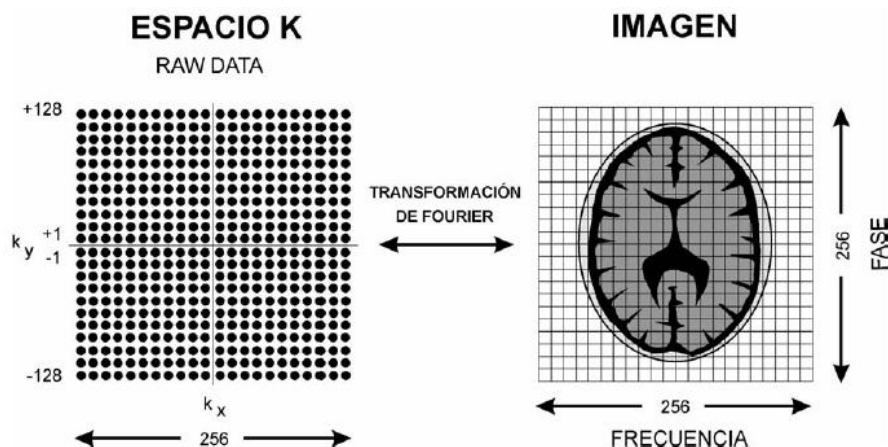 ESPACIO K
RAW DATA
+128
k y
+1
-1
-128
k x
256
TRANSFORMACIÓN
DE FOURIER
IMAGEN
256
FASE
256
FRECUENCIA